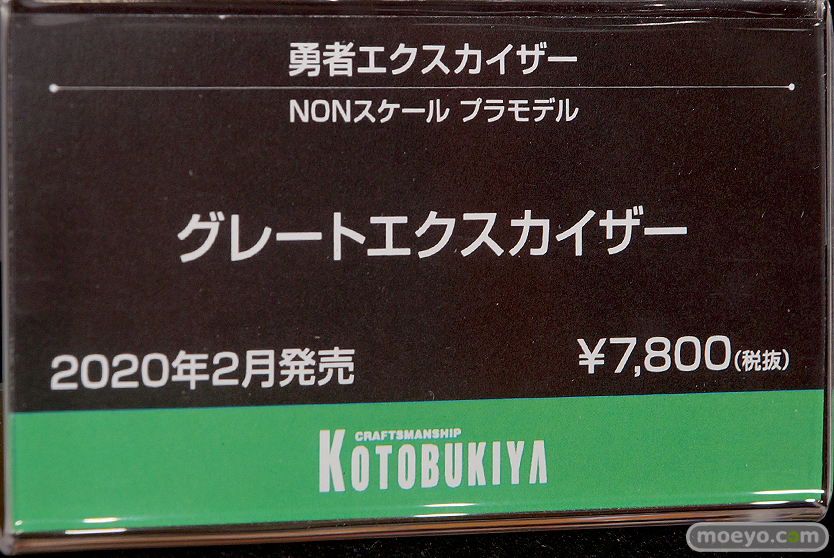 勇者エクスカイザー
NONスケール プラモデル
グレートエクスカイザー
2020年2月発売
¥7,800(税抜)
CRAFTSMANSHIP
KOTOBUKIYA
moeyo.com